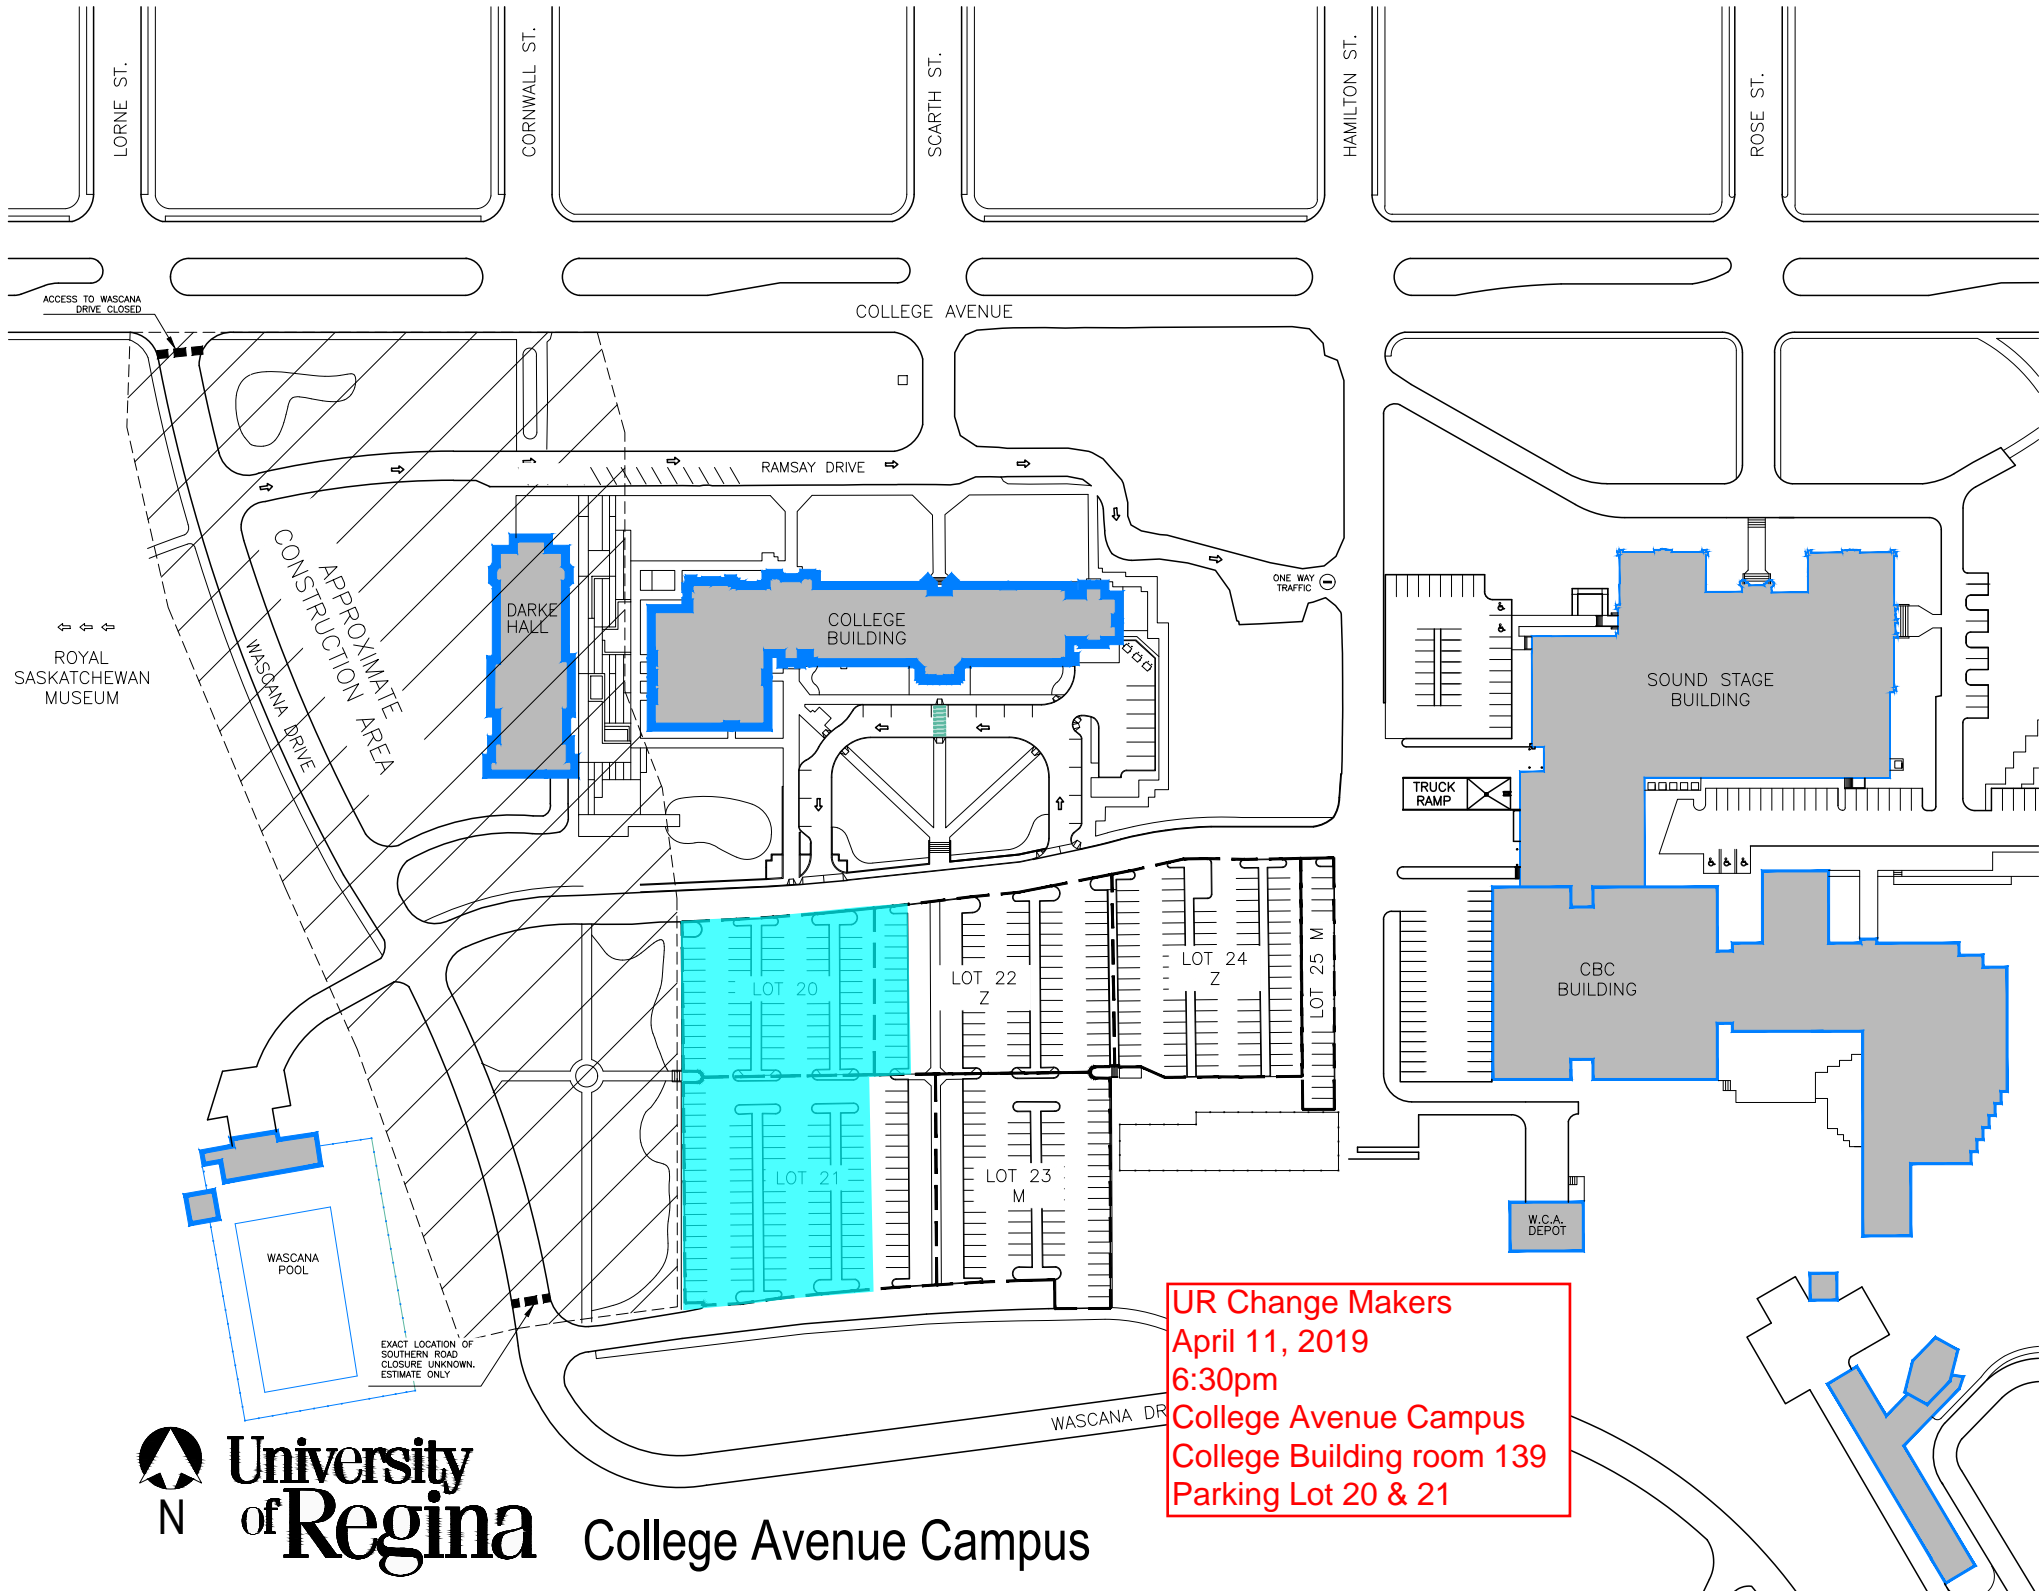 LORNE ST.
CORNWALL ST.
SCARTH ST.
HAMILTON ST.
ROSE ST.
ACCESS TO WASCANA
DRIVE CLOSED
COLLEGE AVENUE
RAMSAY DRIVE
APPROXIMATE
CONSTRUCTION AREA
WASCANA DRIVE
ROYAL
SASKATCHEWAN
MUSEUM
DARKE
HALL
COLLEGE
BUILDING
ONE WAY
TRAFFIC
SOUND STAGE
BUILDING
TRUCK
RAMP
LOT 20
LOT 22
Z
LOT 24
Z
LOT 25 M
CBC
BUILDING
LOT 21
LOT 23
M
W.C.A.
DEPOT
WASCANA
POOL
EXACT LOCATION OF
SOUTHERN ROAD
CLOSURE UNKNOWN.
ESTIMATE ONLY
WASCANA DR
UR Change Makers
April 11, 2019
6:30pm
College Avenue Campus
College Building room 139
Parking Lot 20 & 21
N
University
of Regina
College Avenue Campus